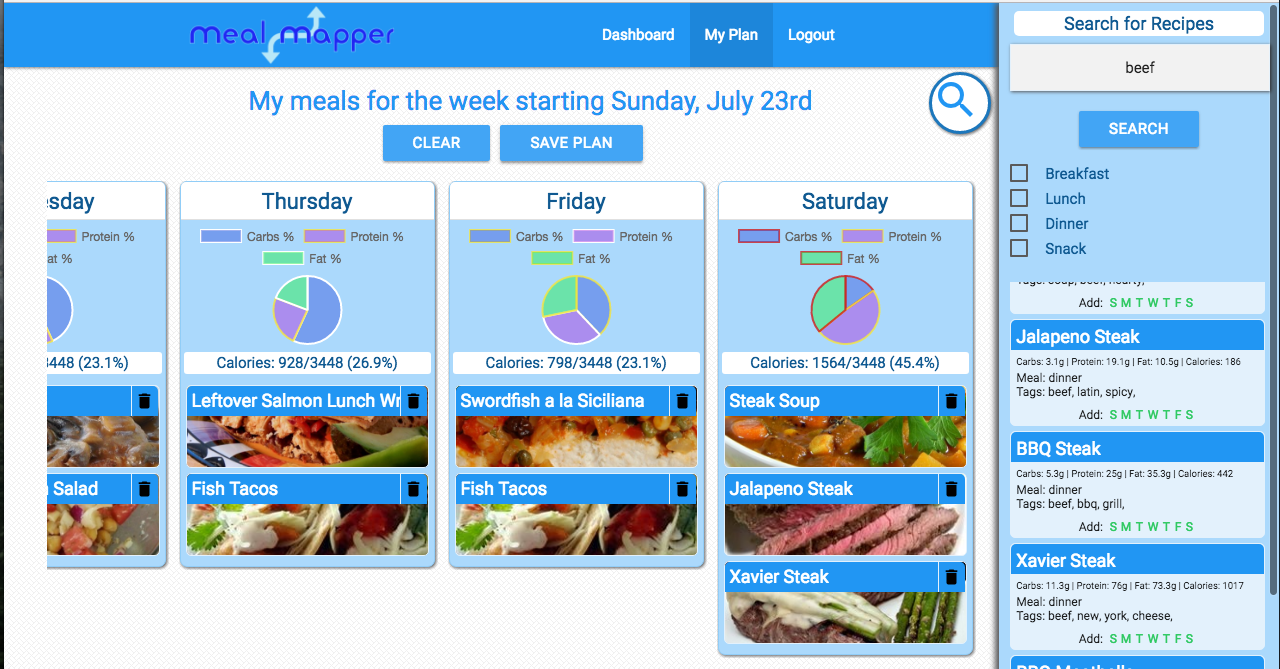 meal mapper
Dashboard
My Plan
Logout
My meals for the week starting Sunday, July 23rd
CLEAR
SAVE PLAN
sday
Protein %
at %
3448 (23.1%)
Salad
Thursday
Carbs %
Protein %
Fat %
Calories: 928/3448 (26.9%)
Leftover Salmon Lunch Wr
Fish Tacos
Friday
Carbs %
Protein %
Fat %
Calories: 798/3448 (23.1%)
Swordfish a la Siciliana
Fish Tacos
Saturday
Carbs %
Protein %
Fat %
Calories: 1564/3448 (45.4%)
Steak Soup
Jalapeno Steak
Xavier Steak
Search for Recipes
beef
SEARCH
Breakfast
Lunch
Dinner
Snack
Tags: soup, beef, hearty,
Add: S M T W T F S
Jalapeno Steak
Carbs: 3.1g | Protein: 19.1g | Fat: 10.5g | Calories: 186
Meal: dinner
Tags: beef, latin, spicy,
Add: S M T W T F S
BBQ Steak
Carbs: 5.3g | Protein: 25g | Fat: 35.3g | Calories: 442
Meal: dinner
Tags: beef, bbq, grill,
Add: S M T W T F S
Xavier Steak
Carbs: 11.3g | Protein: 76g | Fat: 73.3g | Calories: 1017
Meal: dinner
Tags: beef, new, york, cheese,
Add: S M T W T F S
BBQ Meatballs